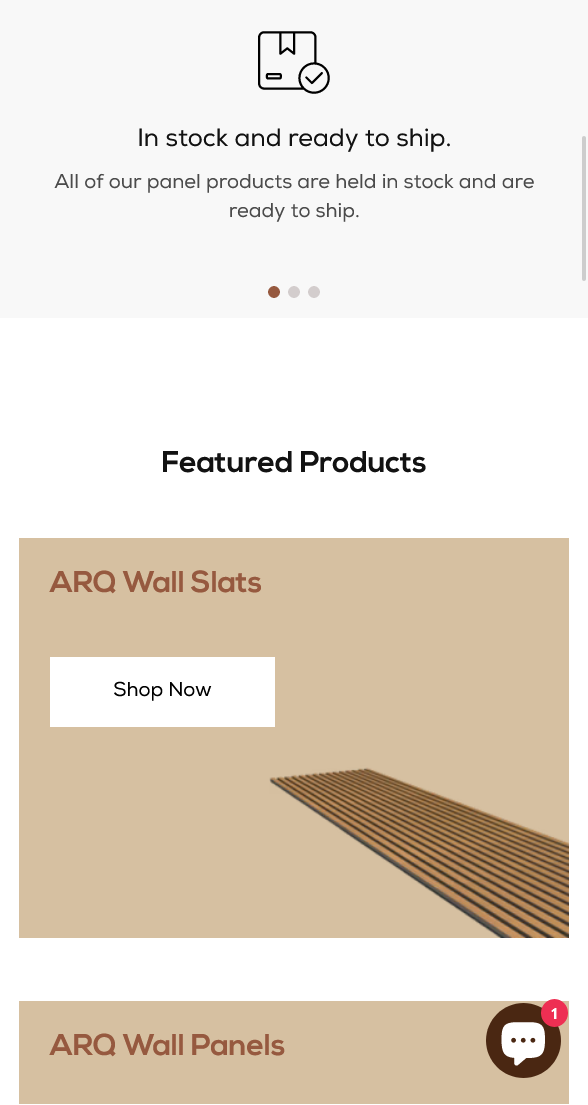 In stock and ready to ship.
All of our panel products are held in stock and are
ready to ship.
Featured Products
ARQ Wall Slats
Shop Now
ARQ Wall Panels
1